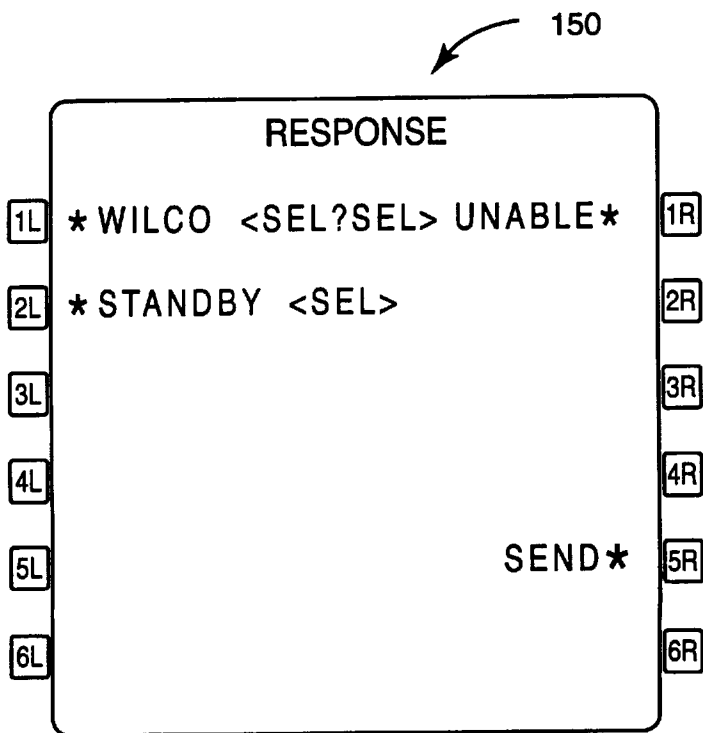 150
RESPONSE
1L *WILCO <SEL?SEL> UNABLE* 1R
2L *STANDBY <SEL> 2R
3L 3R
4L 4R
5L SEND* 5R
6L 6R